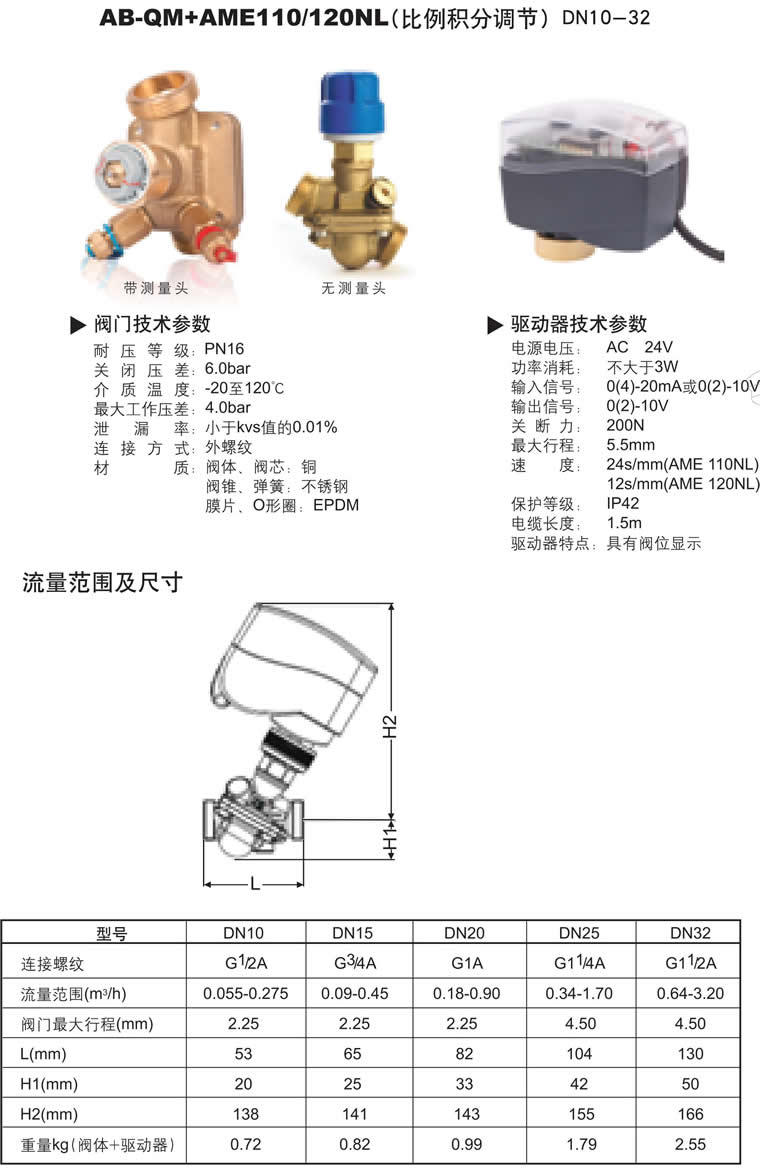 AB-QM+AME110/120NL(比例积分调节) DN10-32
带测量头
无测量头
▶ 阀门技术参数
耐压等级: PN16
关闭压差: 6.0bar
介质温度: -20至120℃
最大工作压差: 4.0bar
泄漏率: 小于kvs值的0.01%
连接方式: 外螺纹
材质: 阀体、阀芯: 铜
阀锥、弹簧: 不锈钢
膜片、O形圈: EPDM
▶ 驱动器技术参数
电源电压: AC 24V
功率消耗: 不大于3W
输入信号: 0(4)-20mA或0(2)-10V
输出信号: 0(2)-10V
关断力: 200N
最大行程: 5.5mm
速度: 24s/mm(AME 110NL)
12s/mm(AME 120NL)
保护等级: IP42
电缆长度: 1.5m
驱动器特点: 具有阀位显示
流量范围及尺寸
H2
H1
L
型号 DN10 DN15 DN20 DN25 DN32
连接螺纹 G1/2A G3/4A G1A G11/4A G11/2A
流量范围(m³/h) 0.055-0.275 0.09-0.45 0.18-0.90 0.34-1.70 0.64-3.20
阀门最大行程(mm) 2.25 2.25 2.25 4.50 4.50
L(mm) 53 65 82 104 130
H1(mm) 20 25 33 42 50
H2(mm) 138 141 143 155 166
重量kg(阀体+驱动器) 0.72 0.82 0.99 1.79 2.55